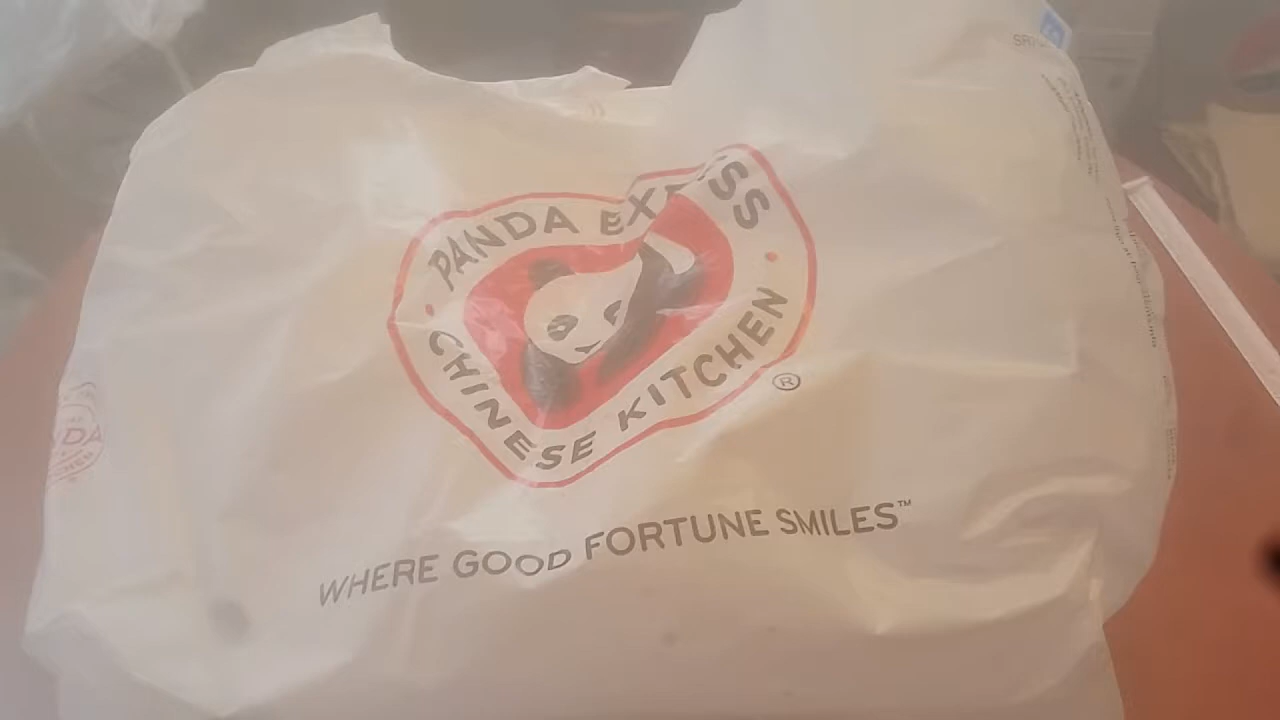 PANDA EXPRESS
CHINESE KITCHEN
®
WHERE GOOD FORTUNE SMILES™